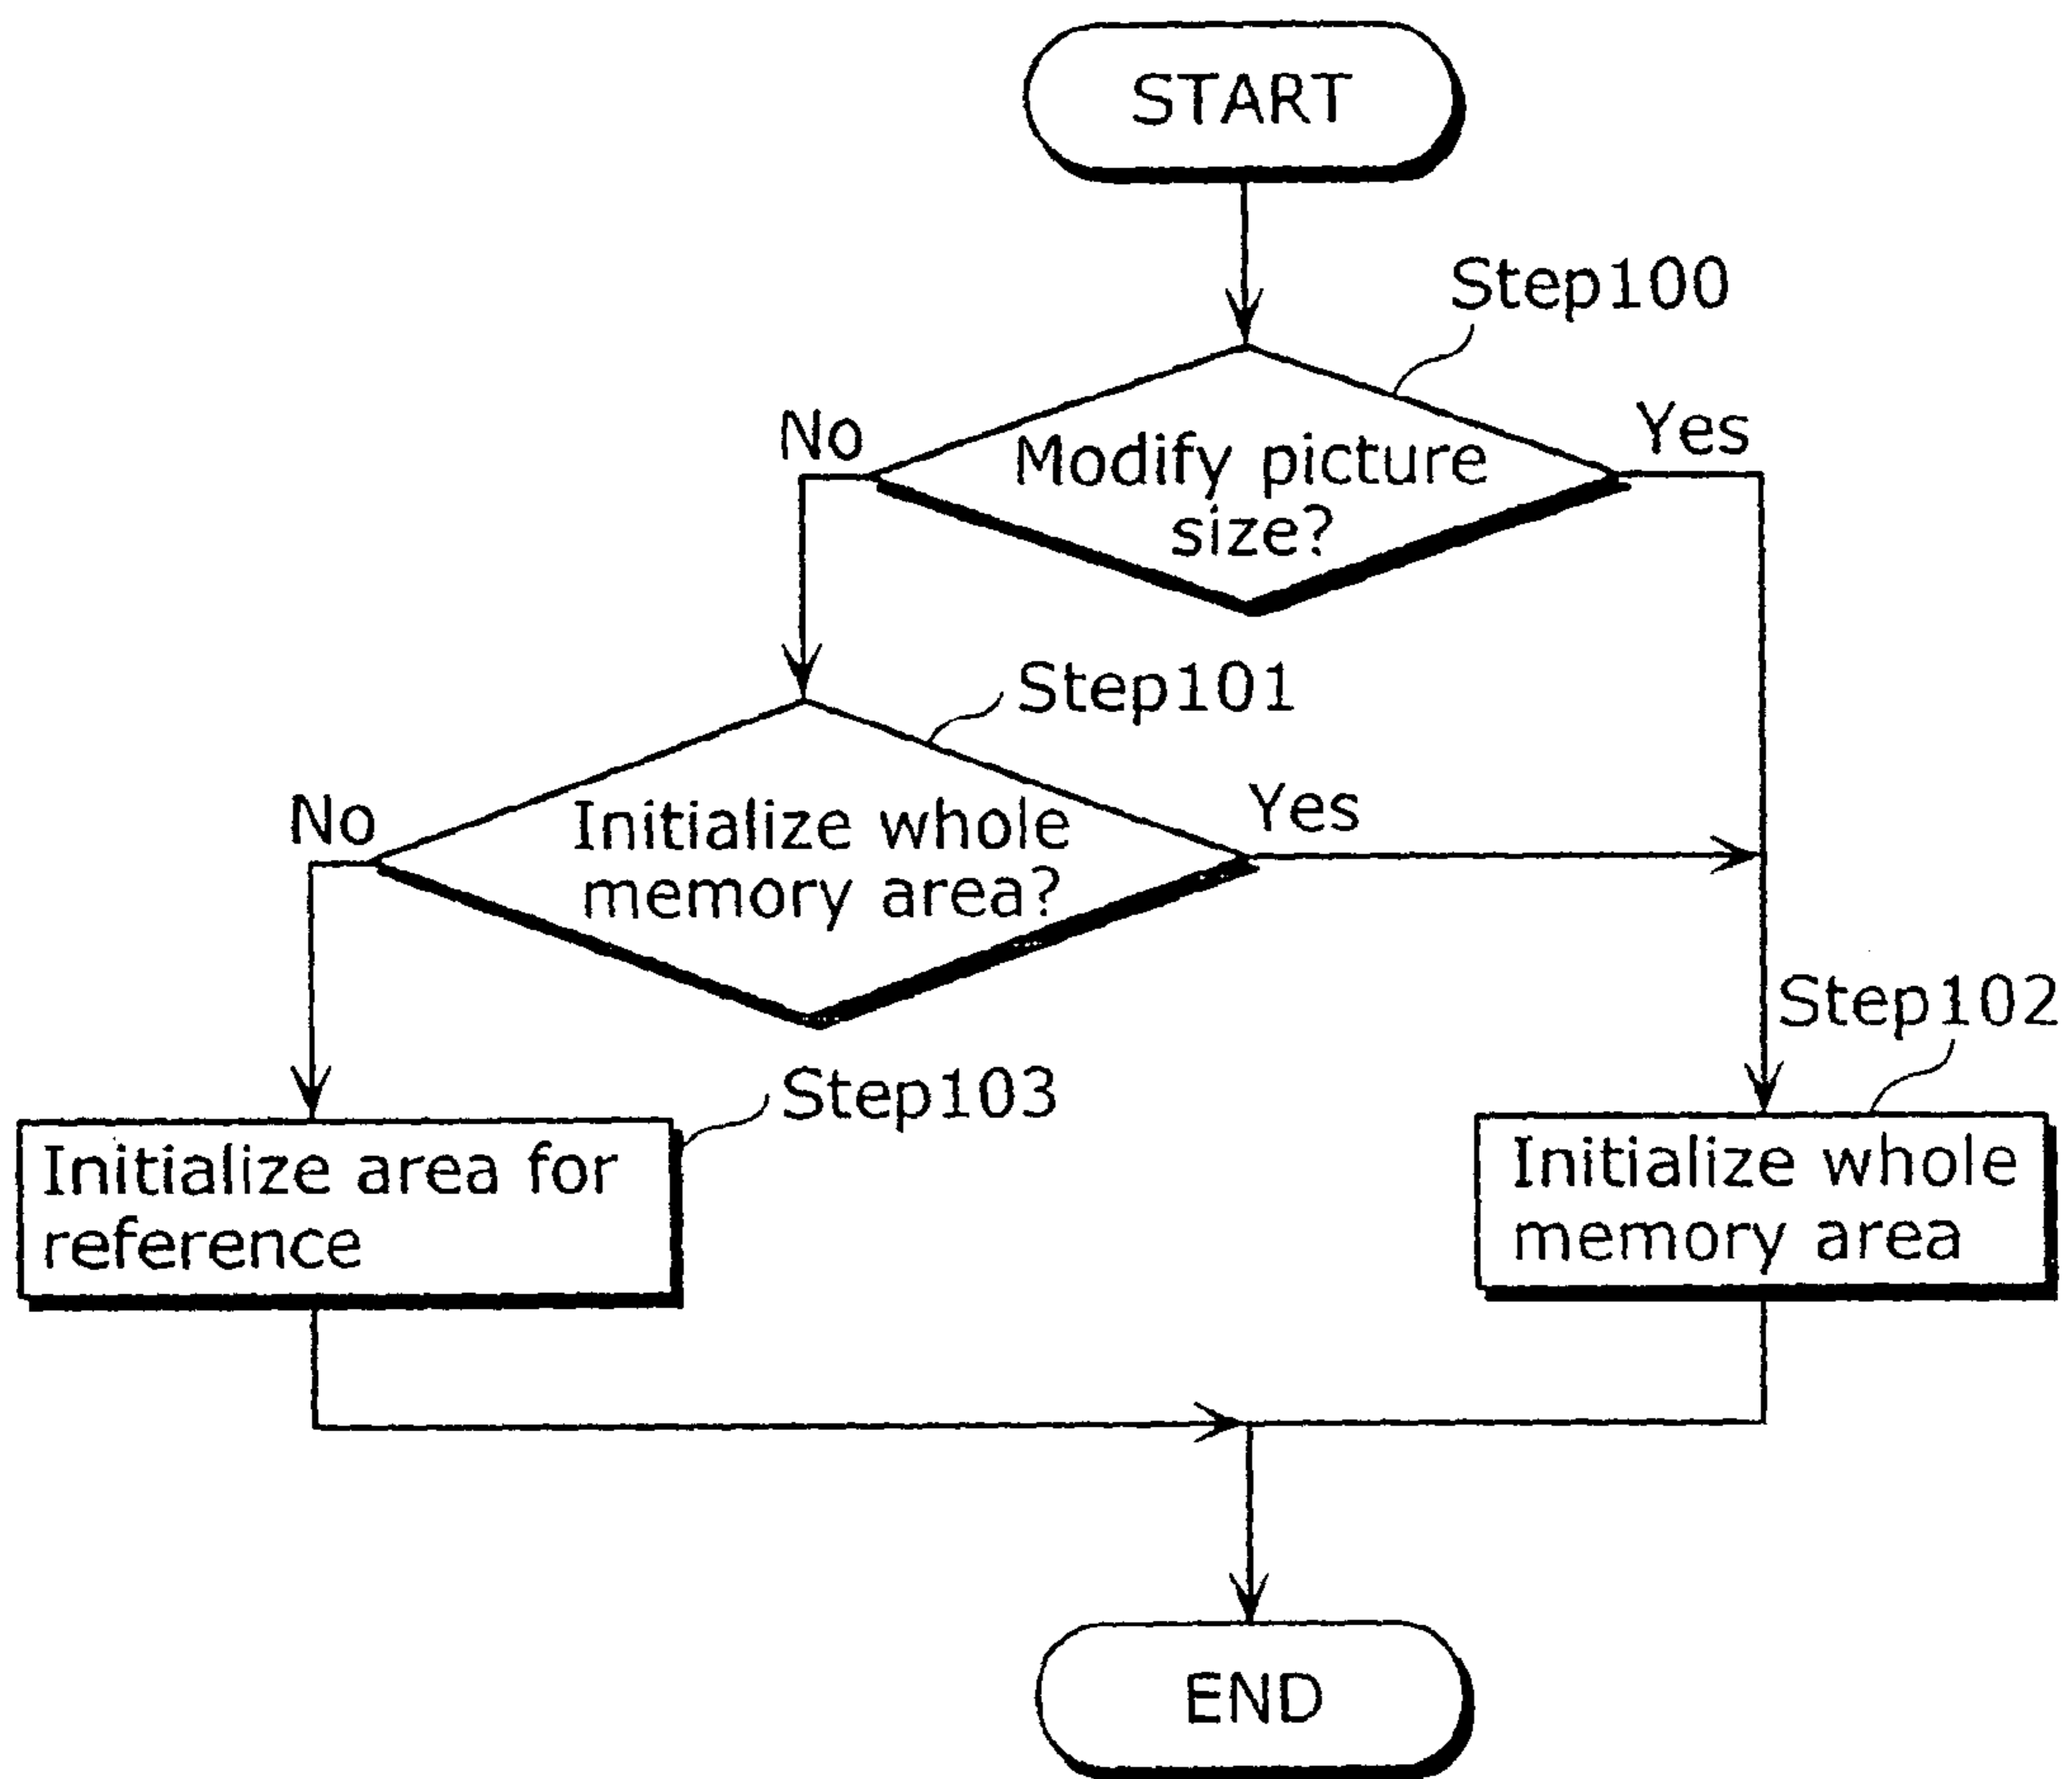 START
Step100
No
Yes
Modify picture
size?
Step101
No
Yes
Initialize whole
memory area?
Step102
Step103
Initialize area for
reference
Initialize whole
memory area
END